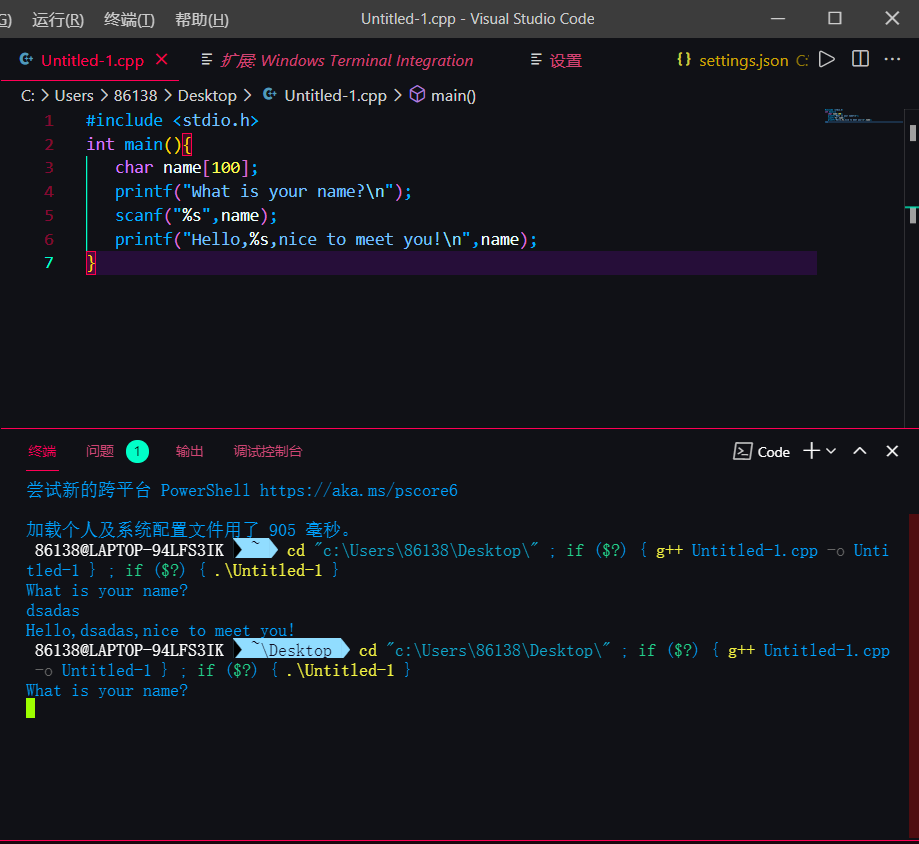 G) 运行(R) 终端(T) 帮助(H) Untitled-1.cpp - Visual Studio Code
Untitled-1.cpp 扩展: Windows Terminal Integration 设置 settings.json C:
C: > Users > 86138 > Desktop > Untitled-1.cpp > main()
1 #include <stdio.h>
2 int main(){
3 char name[100];
4 printf("What is your name?\n");
5 scanf("%s",name);
6 printf("Hello,%s,nice to meet you!\n",name);
7 }
终端 问题 1 输出 调试控制台 Code
尝试新的跨平台 PowerShell https://aka.ms/pscore6
加载个人及系统配置文件用了 905 毫秒。
86138@LAPTOP-94LFS3IK ~ cd "c:\Users\86138\Desktop\" ; if ($?) { g++ Untitled-1.cpp -o Unti
tled-1 } ; if ($?) { .\Untitled-1 }
What is your name?
dsadas
Hello,dsadas,nice to meet you!
86138@LAPTOP-94LFS3IK ~\Desktop cd "c:\Users\86138\Desktop\" ; if ($?) { g++ Untitled-1.cpp
-o Untitled-1 } ; if ($?) { .\Untitled-1 }
What is your name?